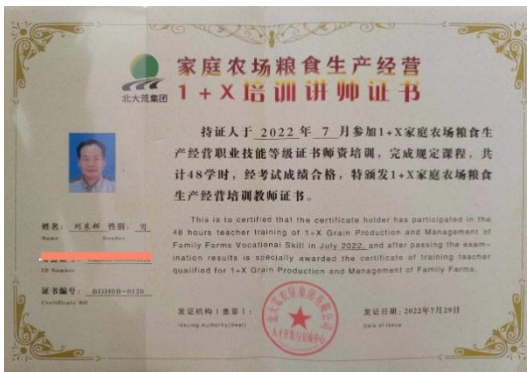 北大荒集团
家庭农场粮食生产经营
1+X培训讲师证书
持证人于 2022 年 7 月参加1+X家庭农场粮食生
产经营职业技能等级证书师资培训，完成规定课程，共
计48学时，经考试成绩合格，特颁发1+X家庭农场粮食
生产经营培训教师证书。
This is to certified that the certificate holder has participated in the
48 hours teacher training of 1+X Grain Production and Management of
Family Farms Vocational Skill in July 2022, and after passing the exam-
ination results is specially awarded the certificate of training teacher
qualified for 1+X Grain Production and Management of Family Farms.
姓名： 性别：男
Name Gender
ID Number
证书编号：
Certificate NO
发证机构（盖章）：
Issuing Authority(Seal)
发证日期：2022年7月29日
Date of Issue